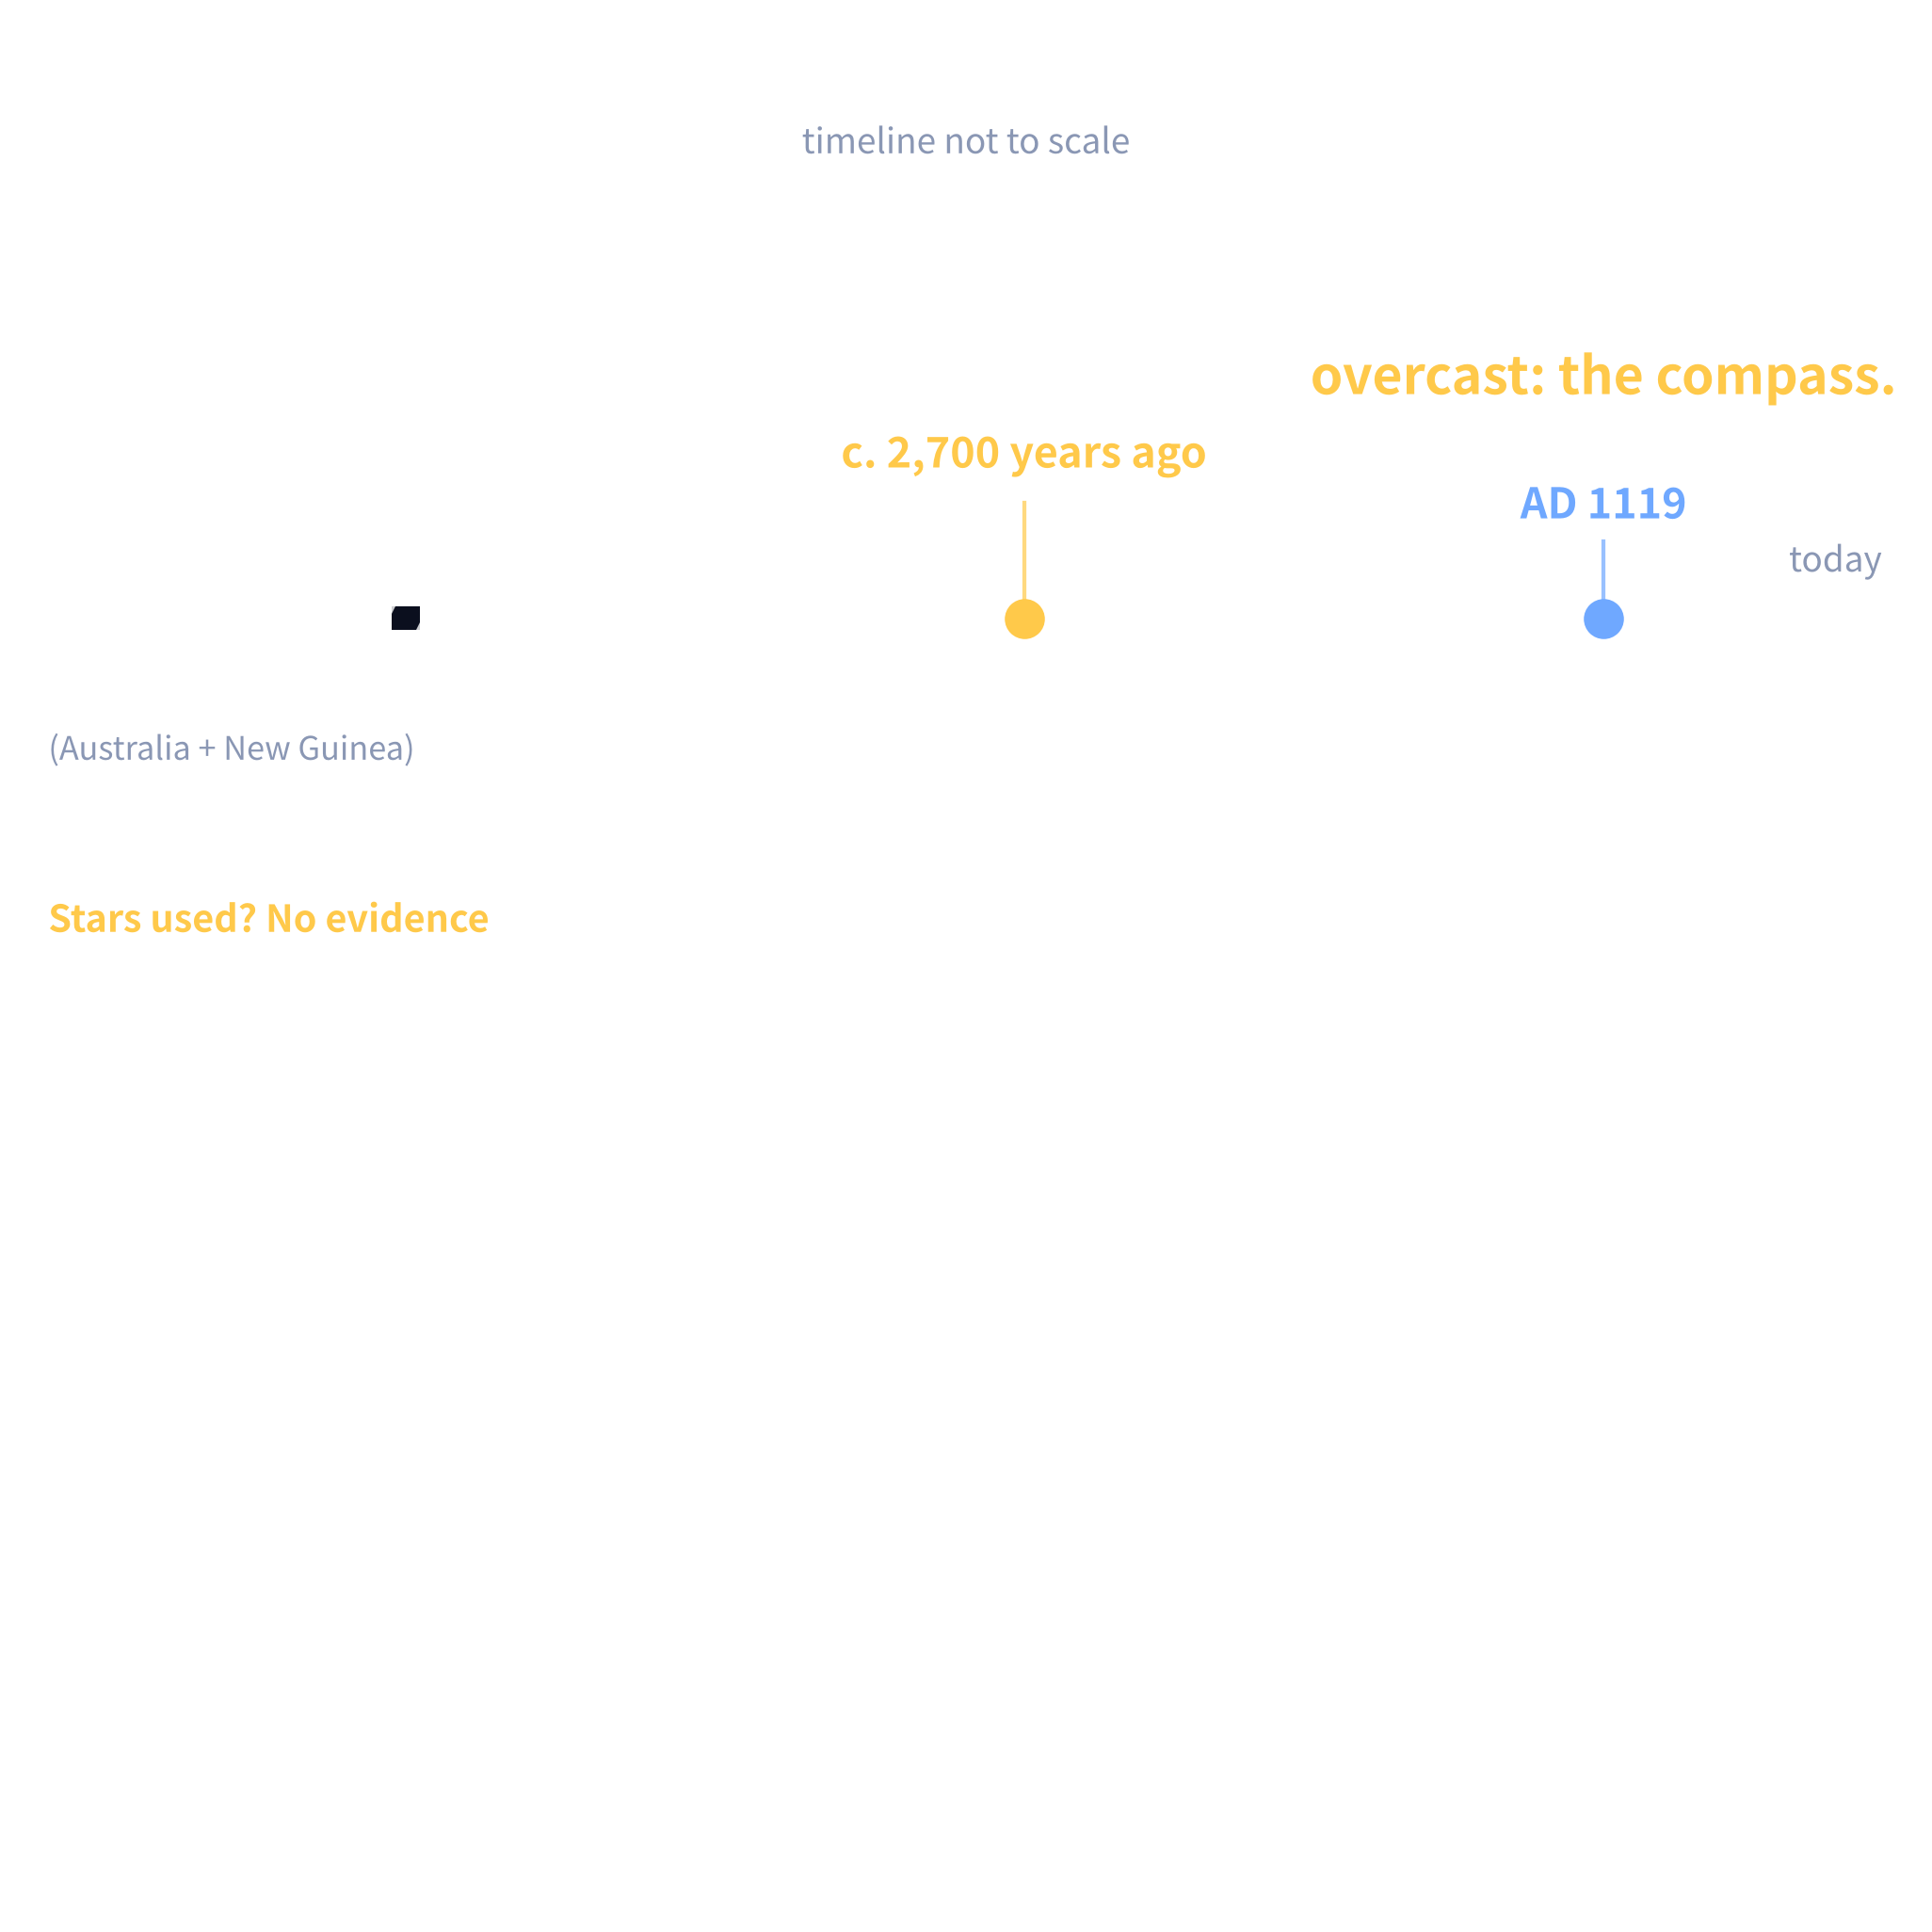 timeline not to scale
overcast: the compass.
c. 2,700 years ago
AD 1119
today
(Australia + New Guinea)
Stars used? No evidence